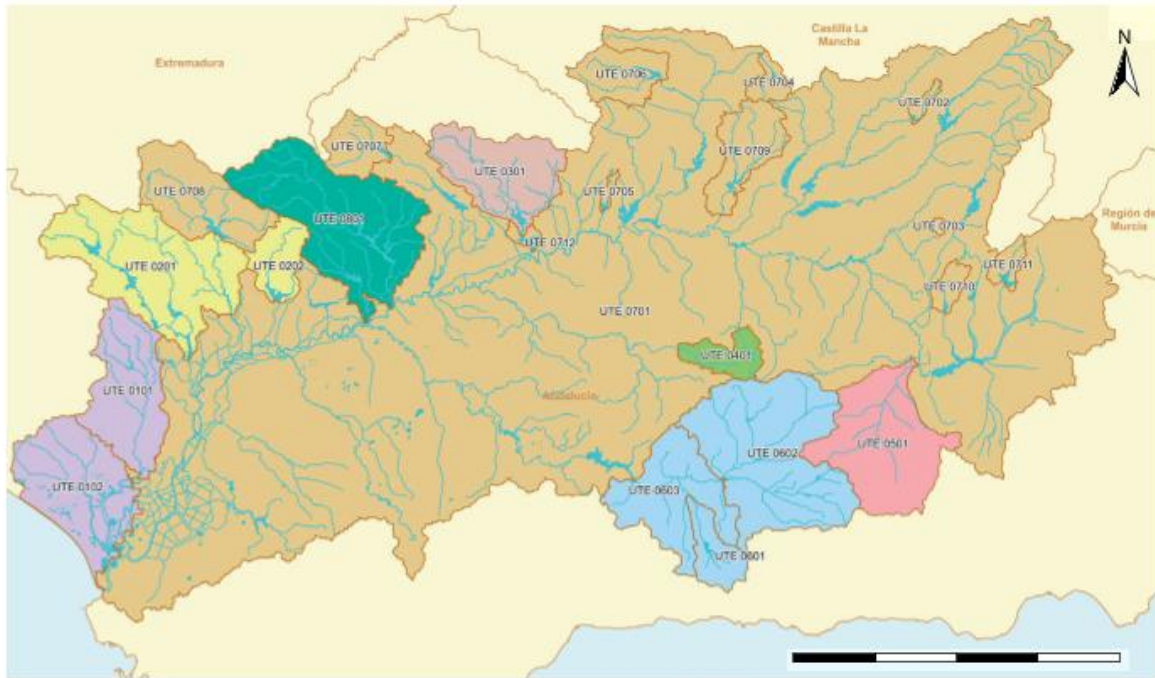 Castilla La
Mancha
N
Extremadura
UTE 0706
UTE 0704
UTE 0702
UTE 0707
UTE 0709
UTE 0301
UTE 0708
UTE 0705
UTE 0801
Región de
Murcia
UTE 0703
UTE 0712
UTE 0201
UTE 0202
UTE 0711
UTE 0710
UTE 0701
UTE 0401
UTE 0101
Andalucía
UTE 0501
UTE 0602
UTE 0102
UTE 0603
UTE 0601